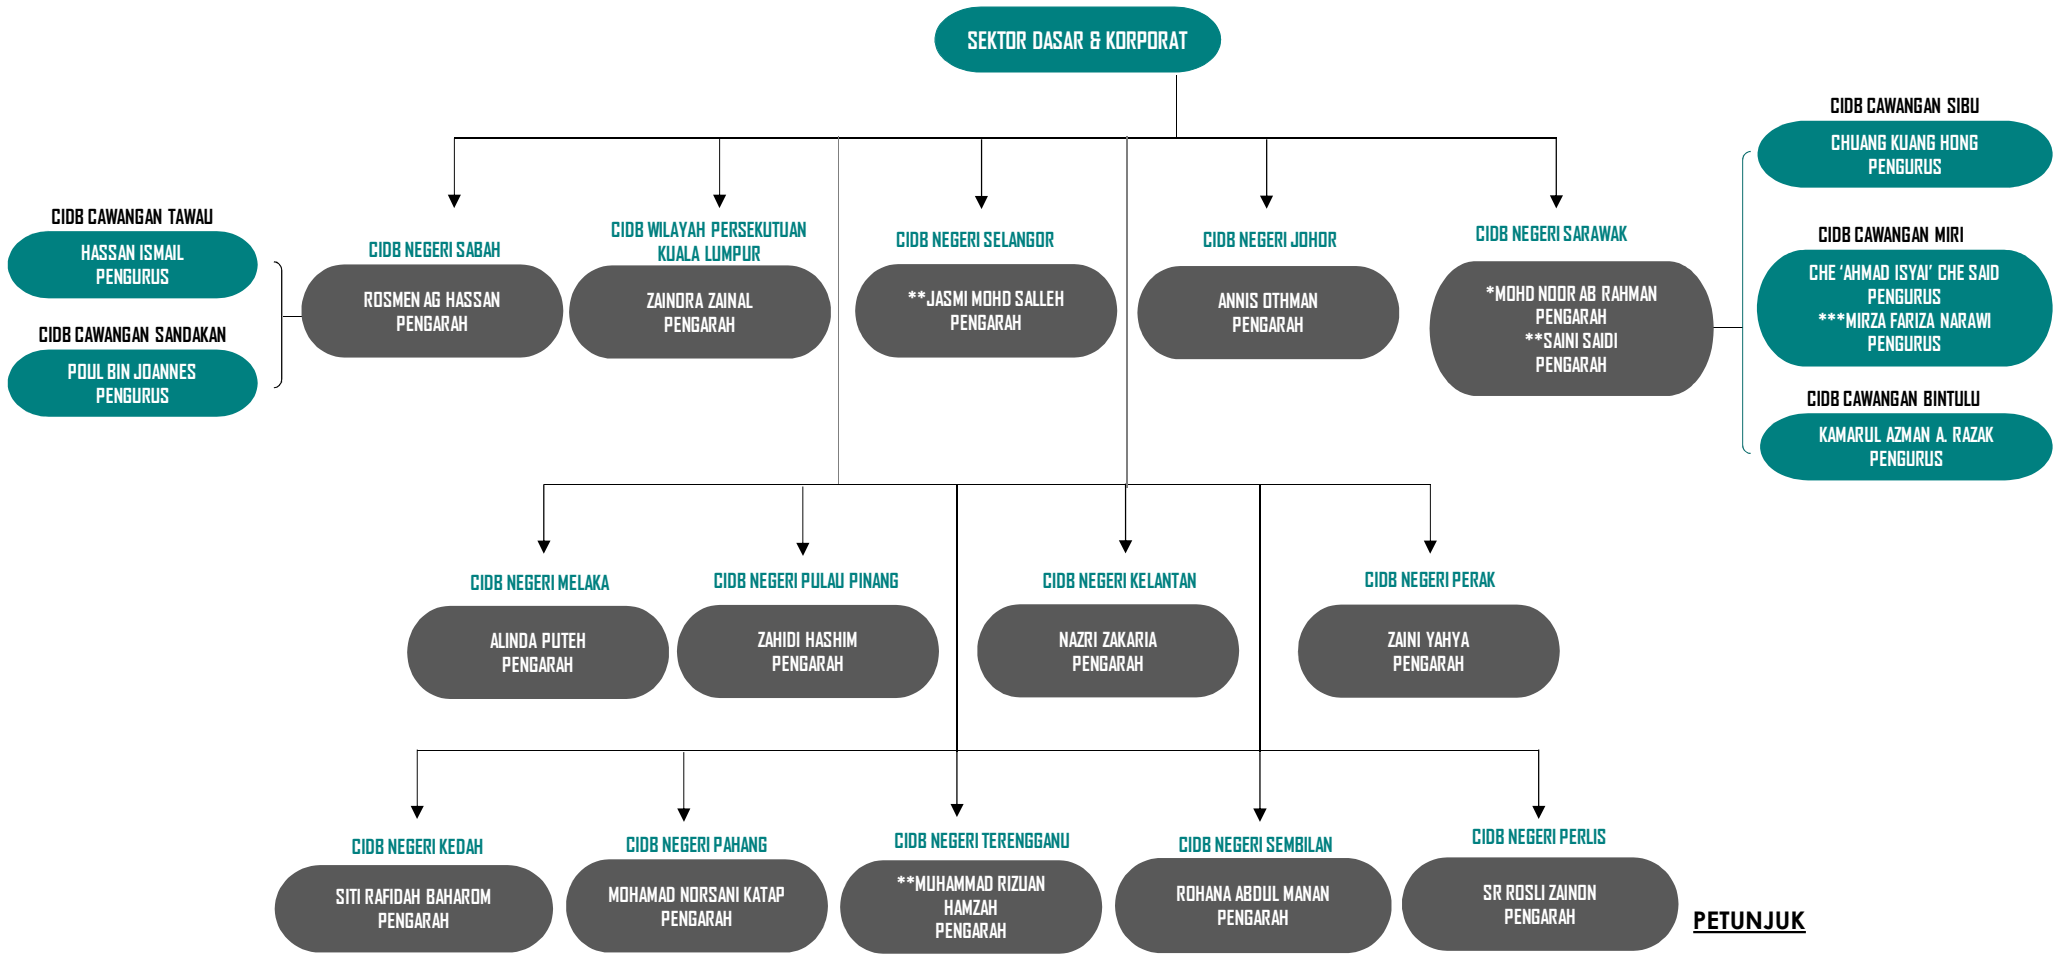 SEKTOR DASAR & KORPORAT
CIDB CAWANGAN TAWAU
HASSAN ISMAIL
PENGURUS
CIDB CAWANGAN SANDAKAN
POUL BIN JOANNES
PENGURUS
CIDB NEGERI SABAH
ROSMEN AG HASSAN
PENGARAH
CIDB WILAYAH PERSEKUTUAN
KUALA LUMPUR
ZAINORA ZAINAL
PENGARAH
CIDB NEGERI SELANGOR
**JASMI MOHD SALLEH
PENGARAH
CIDB NEGERI JOHOR
ANNIS OTHMAN
PENGARAH
CIDB NEGERI SARAWAK
*MOHD NOOR AB RAHMAN
PENGARAH
**SAINI SAIDI
PENGARAH
CIDB CAWANGAN SIBU
CHUANG KUANG HONG
PENGURUS
CIDB CAWANGAN MIRI
CHE ‘AHMAD ISYAI’ CHE SAID
PENGURUS
***MIRZA FARIZA NARAWI
PENGURUS
CIDB CAWANGAN BINTULU
KAMARUL AZMAN A. RAZAK
PENGURUS
CIDB NEGERI MELAKA
ALINDA PUTEH
PENGARAH
CIDB NEGERI PULAU PINANG
ZAHIDI HASHIM
PENGARAH
CIDB NEGERI KELANTAN
NAZRI ZAKARIA
PENGARAH
CIDB NEGERI PERAK
ZAINI YAHYA
PENGARAH
CIDB NEGERI KEDAH
SITI RAFIDAH BAHAROM
PENGARAH
CIDB NEGERI PAHANG
MOHAMAD NORSANI KATAP
PENGARAH
CIDB NEGERI TERENGGANU
**MUHAMMAD RIZUAN
HAMZAH
PENGARAH
CIDB NEGERI SEMBILAN
ROHANA ABDUL MANAN
PENGARAH
CIDB NEGERI PERLIS
SR ROSLI ZAINON
PENGARAH
PETUNJUK